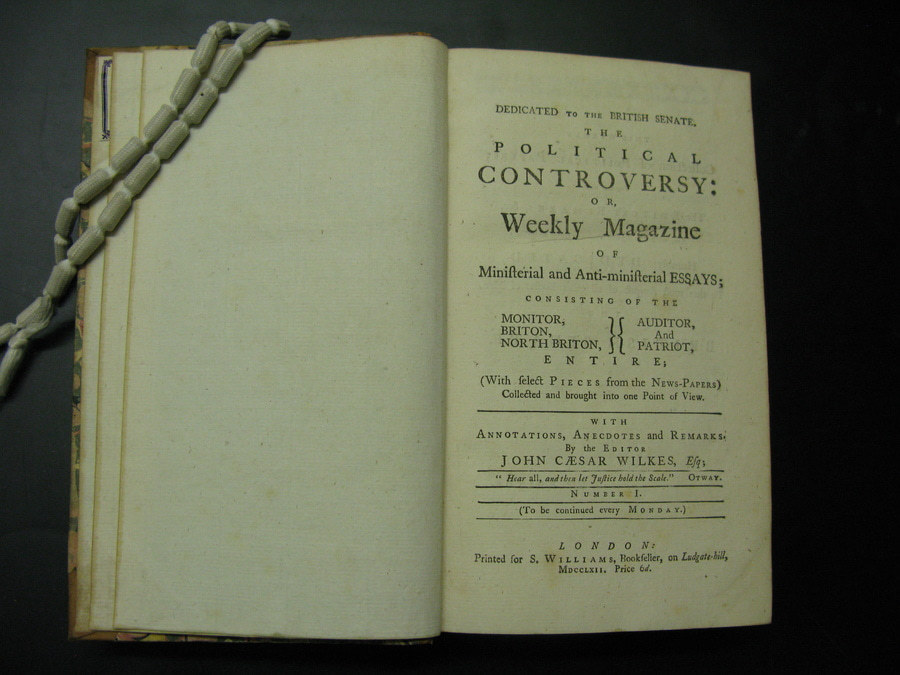 DEDICATED TO THE BRITISH SENATE.
THE
POLITICAL
CONTROVERSY:
OR,
Weekly Magazine
OF
Miniſterial and Anti-miniſterial ESSAYS;
CONSISTING OF THE
MONITOR,
BRITON,
NORTH BRITON,
AUDITOR,
And
PATRIOT,
ENTIRE;
(With ſelect PIECES from the NEWS-PAPERS)
Collected and brought into one Point of View.
WITH
ANNOTATIONS, ANECDOTES and REMARKS.
By the EDITOR
JOHN CÆSAR WILKES, Eſq;
"Hear all, and then let Juſtice hold the Scale." OTWAY.
NUMBER I.
(To be continued every MONDAY.)
LONDON:
Printed for S. WILLIAMS, Bookſeller, on Ludgate-hill,
MDCCLXII. Price 6d.